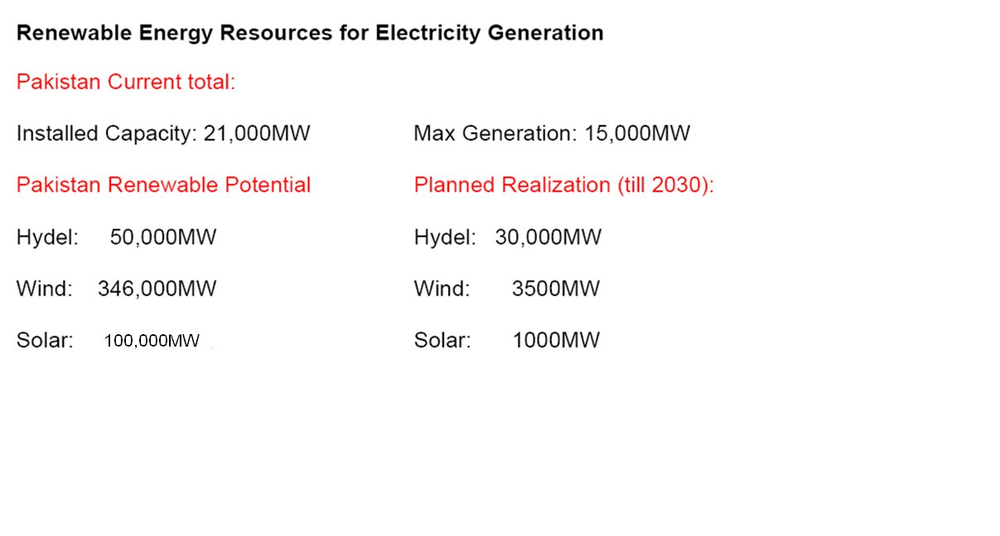 Renewable Energy Resources for Electricity Generation
Pakistan Current total:
Installed Capacity: 21,000MW Max Generation: 15,000MW
Pakistan Renewable Potential Planned Realization (till 2030):
Hydel: 50,000MW Hydel: 30,000MW
Wind: 346,000MW Wind: 3500MW
Solar: 100,000MW Solar: 1000MW